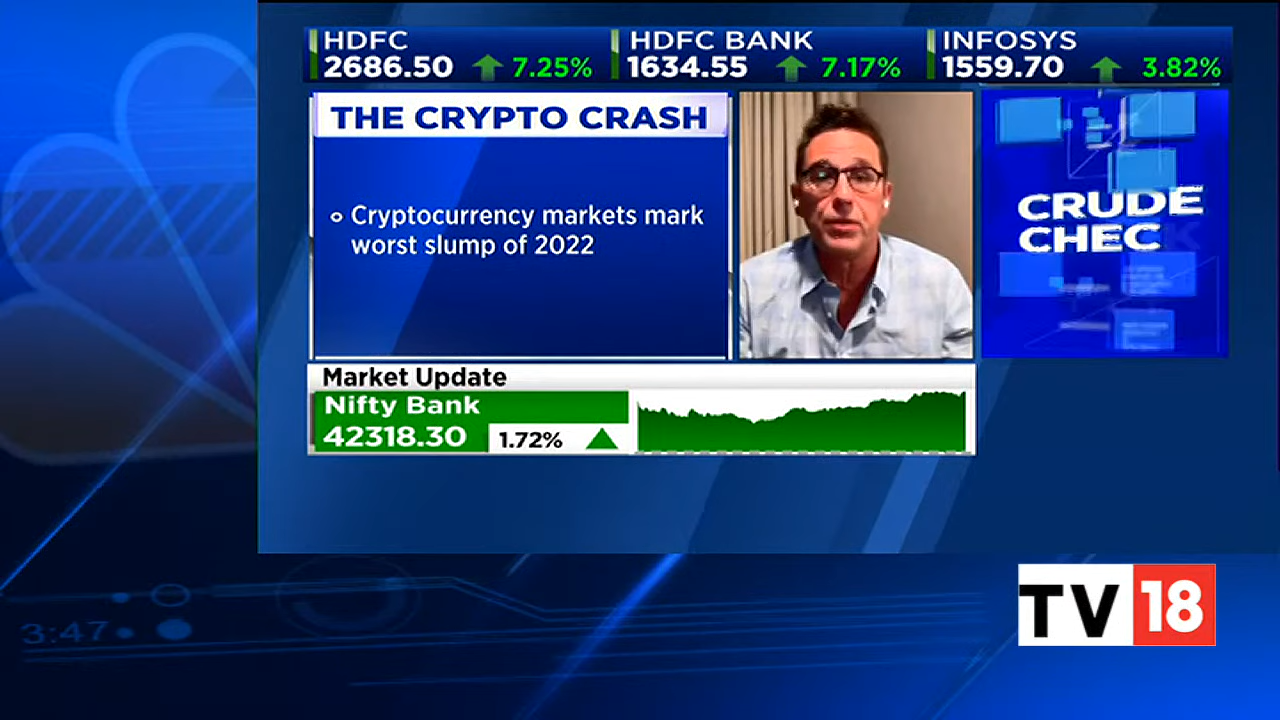 HDFC
2686.50 7.25%
HDFC BANK
1634.55 7.17%
INFOSYS
1559.70 3.82%
THE CRYPTO CRASH
Cryptocurrency markets mark
worst slump of 2022
CRUDE
CHECK
Market Update
Nifty Bank
42318.30 1.72%
3:47
TV18